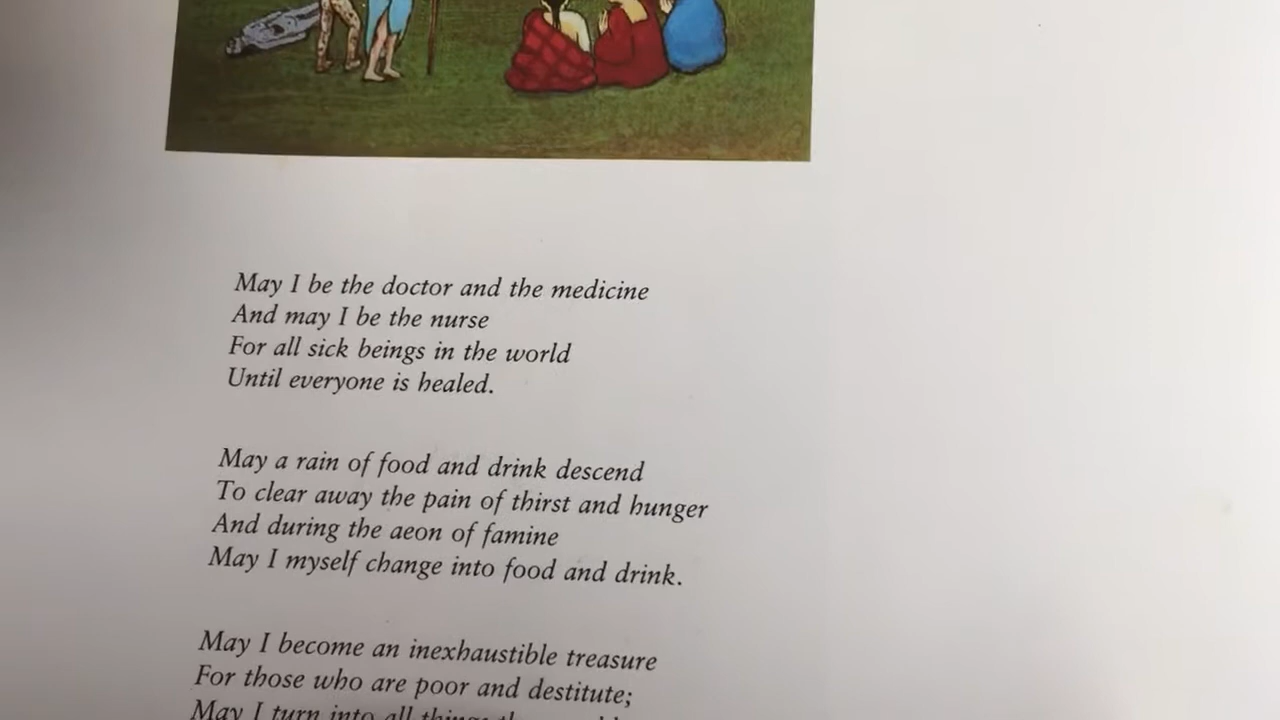 May I be the doctor and the medicine
And may I be the nurse
For all sick beings in the world
Until everyone is healed.
May a rain of food and drink descend
To clear away the pain of thirst and hunger
And during the aeon of famine
May I myself change into food and drink.
May I become an inexhaustible treasure
For those who are poor and destitute;
May I turn into all things